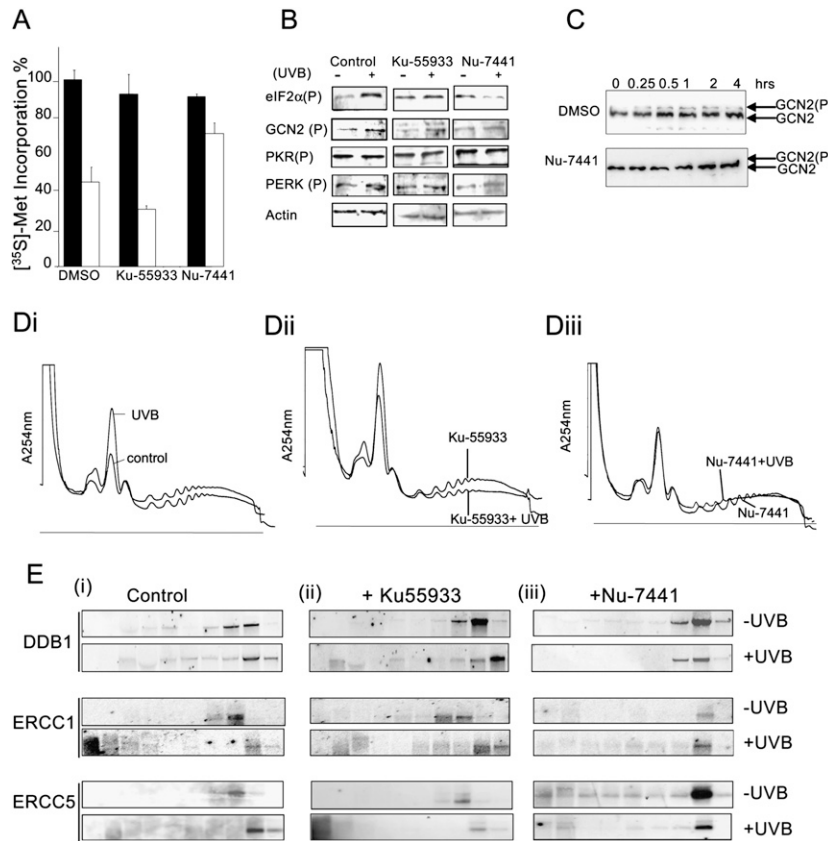 A
[35S]-Met Incorporation %
100
80
60
40
20
0
DMSO Ku-55933 Nu-7441
B
Control Ku-55933 Nu-7441
(UVB) - + - + - +
eIF2α(P)
GCN2 (P)
PKR(P)
PERK (P)
Actin
C
0 0.25 0.5 1 2 4 hrs
DMSO
GCN2(P
GCN2
Nu-7441
GCN2(P
GCN2
Di
A254nm
UVB
control
Dii
A254nm
Ku-55933
Ku-55933+ UVB
Diii
A254nm
Nu-7441+UVB
Nu-7441
E
(i) Control
(ii) + Ku55933
(iii) +Nu-7441
DDB1
-UVB
+UVB
ERCC1
-UVB
+UVB
ERCC5
-UVB
+UVB